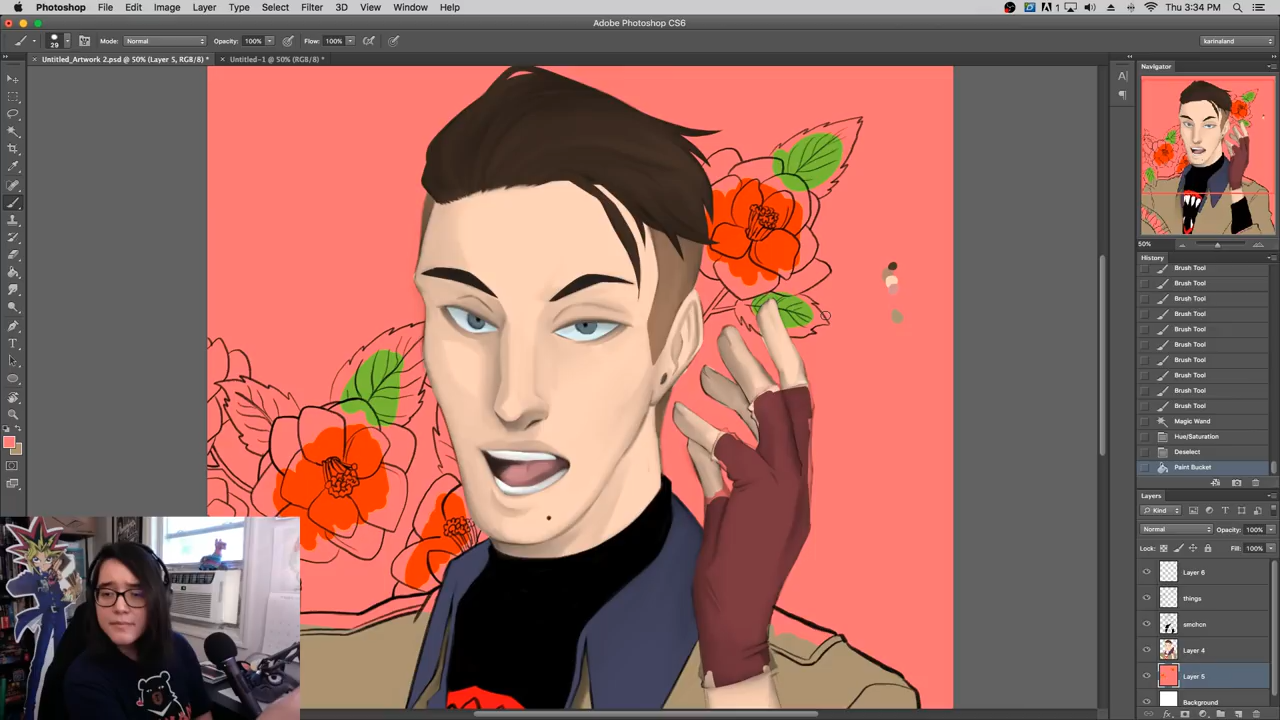 Photoshop File Edit Image Layer Type Select Filter 3D View Window Help
1 Thu 3:34 PM
Adobe Photoshop CS6
29 Mode: Normal Opacity: 100% Flow: 100% karinaland
Untitled_Artwork 2.psd @ 50% (Layer 5, RGB/8) * Untitled-1 @ 50% (RGB/8) *
Navigator
50%
History
Brush Tool
Brush Tool
Brush Tool
Brush Tool
Brush Tool
Brush Tool
Brush Tool
Brush Tool
Brush Tool
Brush Tool
Magic Wand
Hue/Saturation
Deselect
Paint Bucket
Layers
Kind
Normal Opacity: 100%
Lock: Fill: 100%
Layer 6
things
smchcn
Layer 4
Layer 5
Background